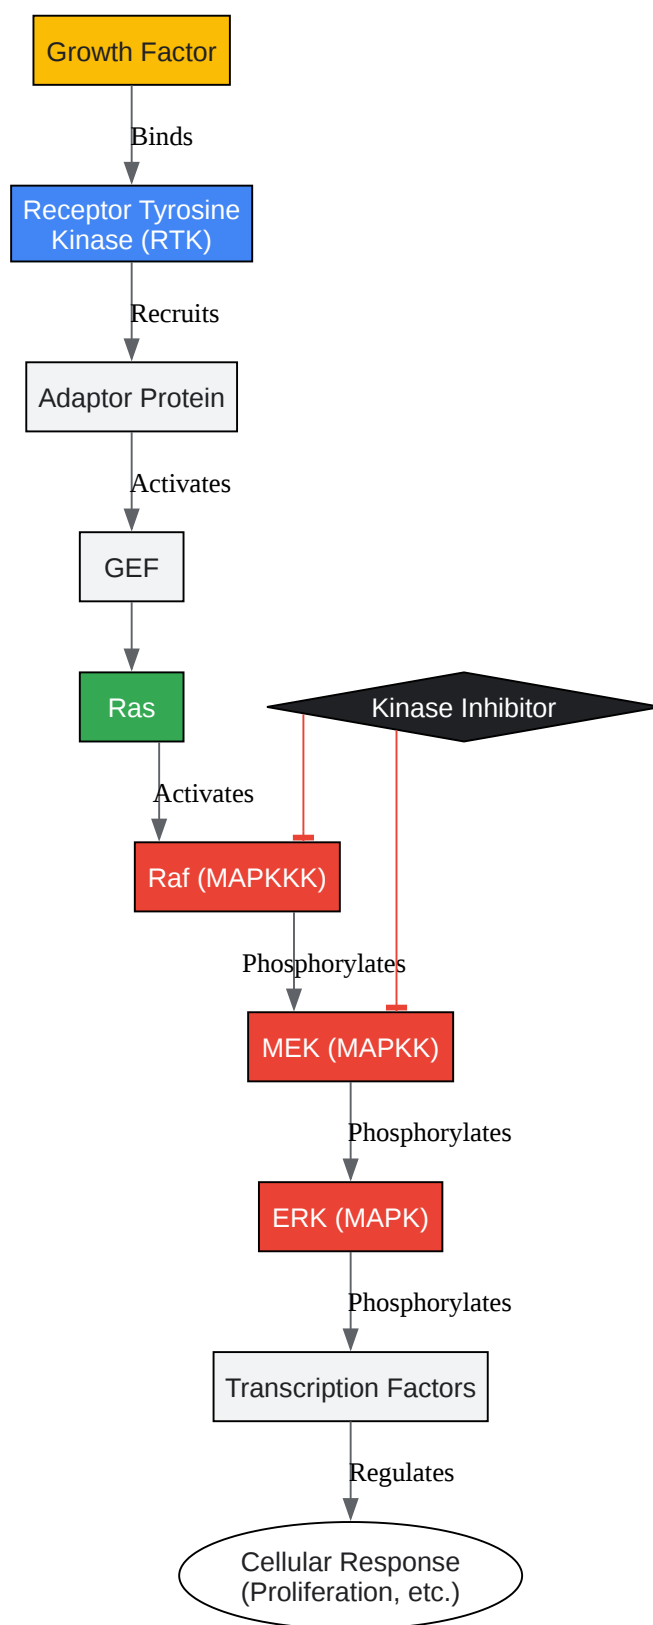 Growth Factor
Binds
Receptor Tyrosine
Kinase (RTK)
Recruits
Adaptor Protein
Activates
GEF
Ras
Kinase Inhibitor
Activates
Raf (MAPKKK)
Phosphorylates
MEK (MAPKK)
Phosphorylates
ERK (MAPK)
Phosphorylates
Transcription Factors
Regulates
Cellular Response
(Proliferation, etc.)